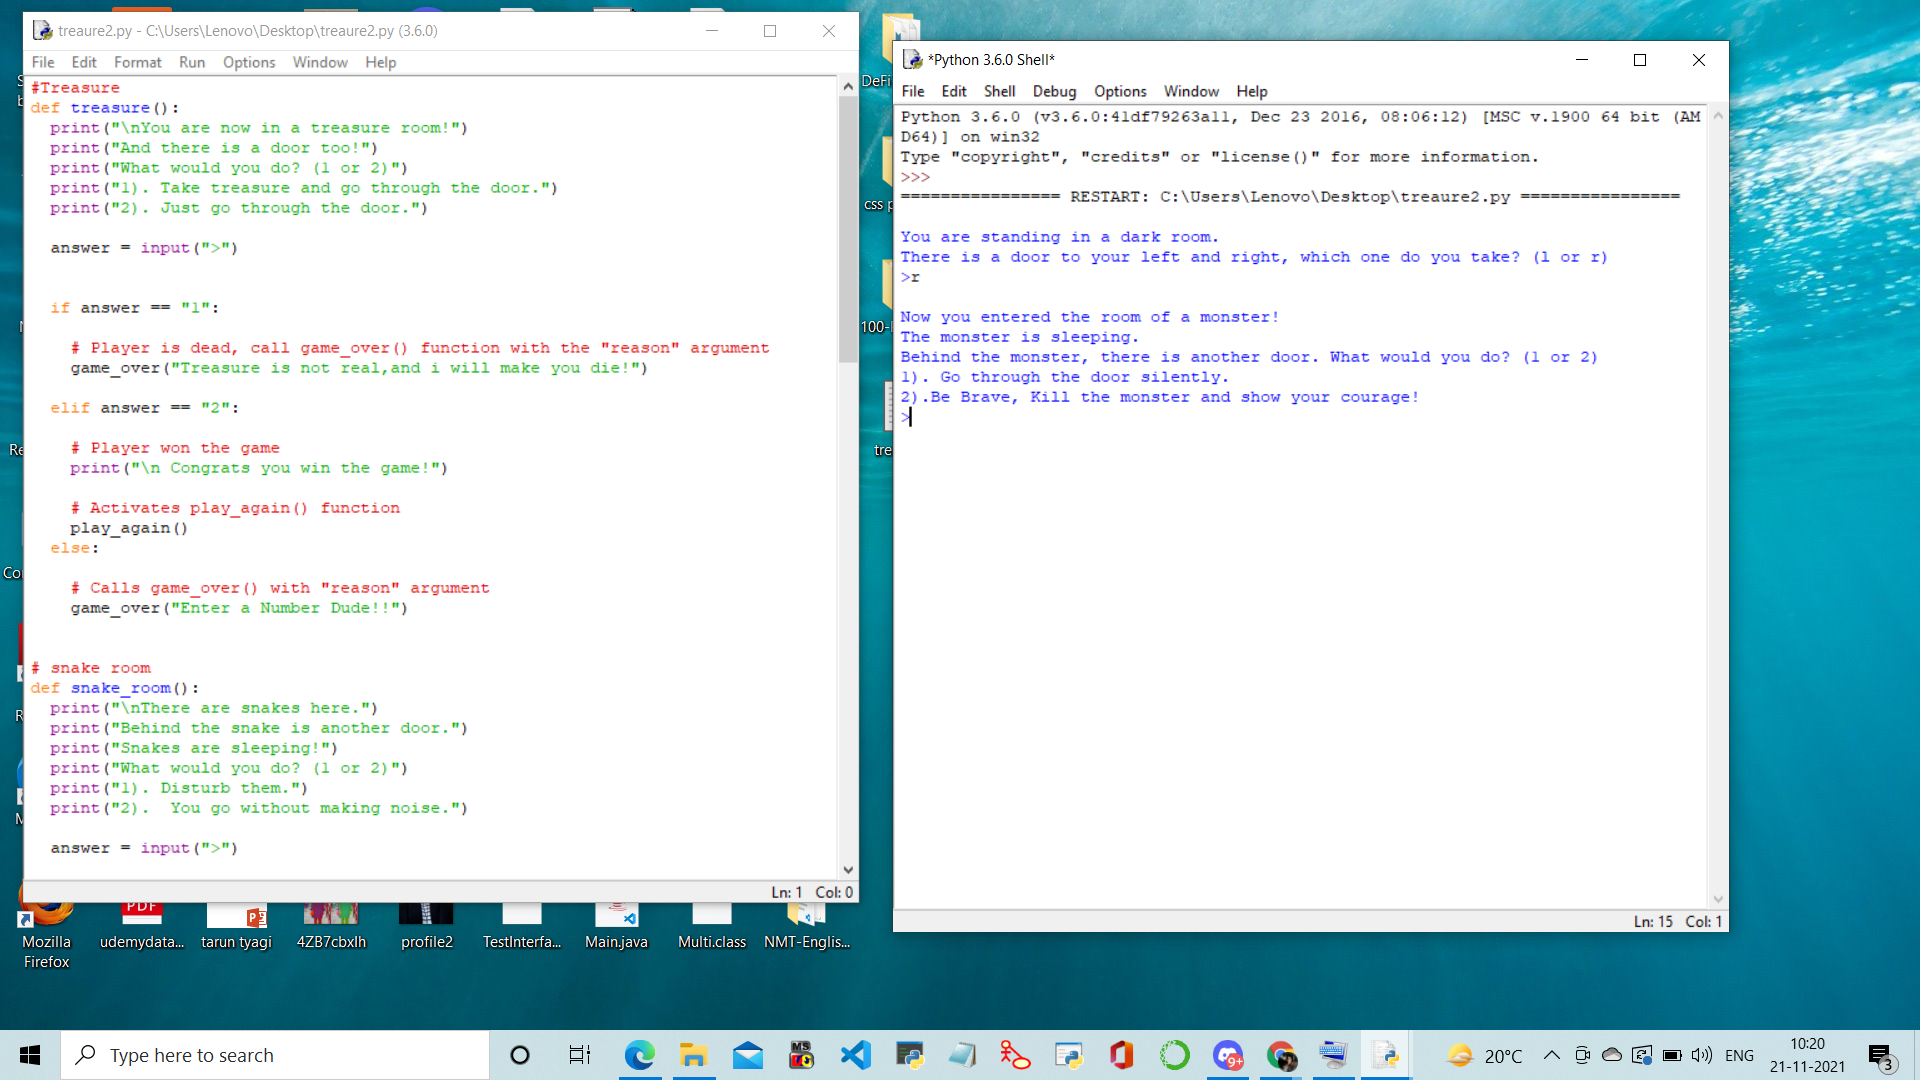 treaure2.py - C:\Users\Lenovo\Desktop\treaure2.py (3.6.0)
File Edit Format Run Options Window Help
#Treasure
def treasure():
  print("\nYou are now in a treasure room!")
  print("And there is a door too!")
  print("What would you do? (1 or 2)")
  print("1). Take treasure and go through the door.")
  print("2). Just go through the door.")
  answer = input(">")
  if answer == "1":
    # Player is dead, call game_over() function with the "reason" argument
    game_over("Treasure is not real,and i will make you die!")
  elif answer == "2":
    # Player won the game
    print("\n Congrats you win the game!")
    # Activates play_again() function
    play_again()
  else:
    # Calls game_over() with "reason" argument
    game_over("Enter a Number Dude!!")
# snake room
def snake_room():
  print("\nThere are snakes here.")
  print("Behind the snake is another door.")
  print("Snakes are sleeping!")
  print("What would you do? (1 or 2)")
  print("1). Disturb them.")
  print("2).  You go without making noise.")
  answer = input(">")
Ln: 1 Col: 0
*Python 3.6.0 Shell*
File Edit Shell Debug Options Window Help
Python 3.6.0 (v3.6.0:41df79263a11, Dec 23 2016, 08:06:12) [MSC v.1900 64 bit (AM
D64)] on win32
Type "copyright", "credits" or "license()" for more information.
>>>
================ RESTART: C:\Users\Lenovo\Desktop\treaure2.py ================
You are standing in a dark room.
There is a door to your left and right, which one do you take? (l or r)
>r
Now you entered the room of a monster!
The monster is sleeping.
Behind the monster, there is another door. What would you do? (1 or 2)
1). Go through the door silently.
2).Be Brave, Kill the monster and show your courage!
>
Ln: 15 Col: 1
DeFi
css p
100-
tre
Re
Co
PDF
Mozilla Firefox
udemydata...
tarun tyagi
4ZB7cbxlh
profile2
TestInterfa...
Main.java
Multi.class
NMT-Englis...
Type here to search
MS
9+
20°C
ENG
10:20
21-11-2021
3